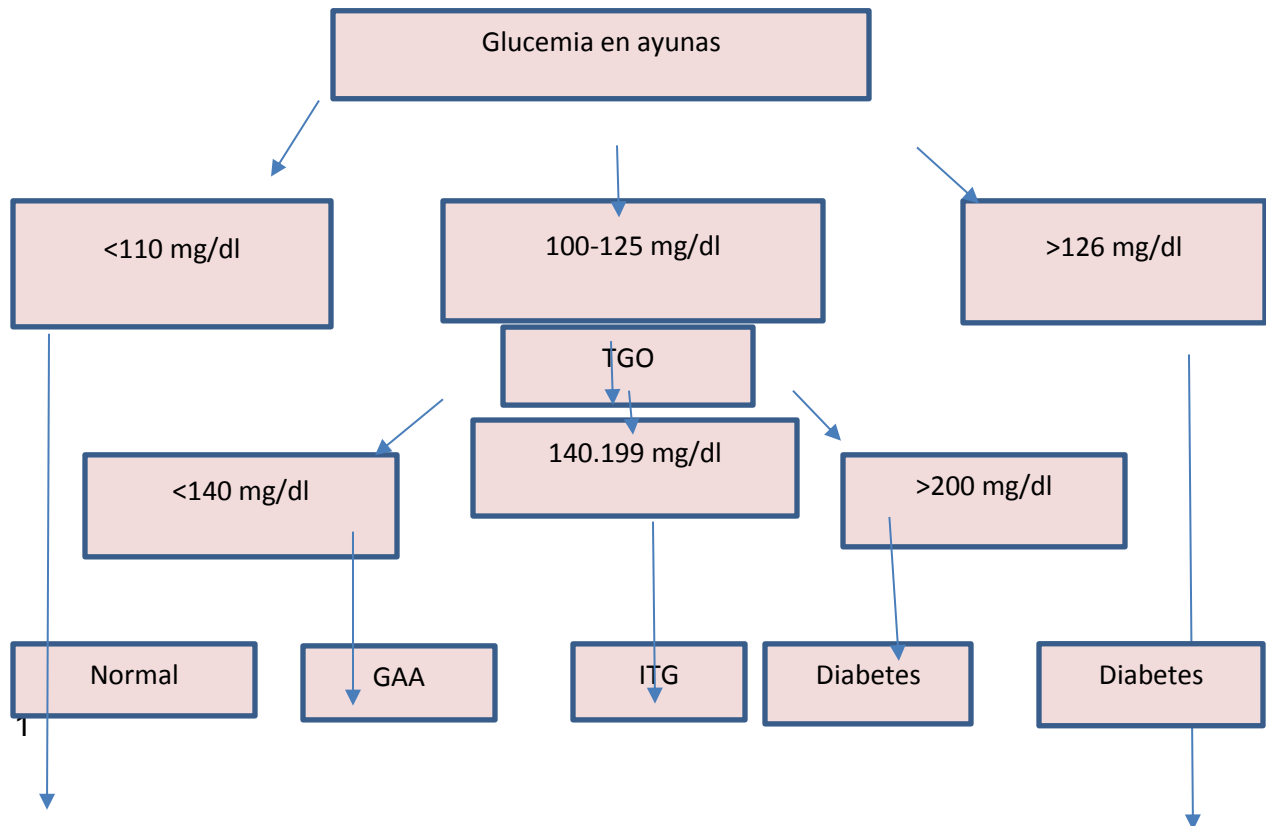 Glucemia en ayunas
<110 mg/dl
100-125 mg/dl
>126 mg/dl
TGO
<140 mg/dl
140.199 mg/dl
>200 mg/dl
Normal
GAA
ITG
Diabetes
Diabetes
1